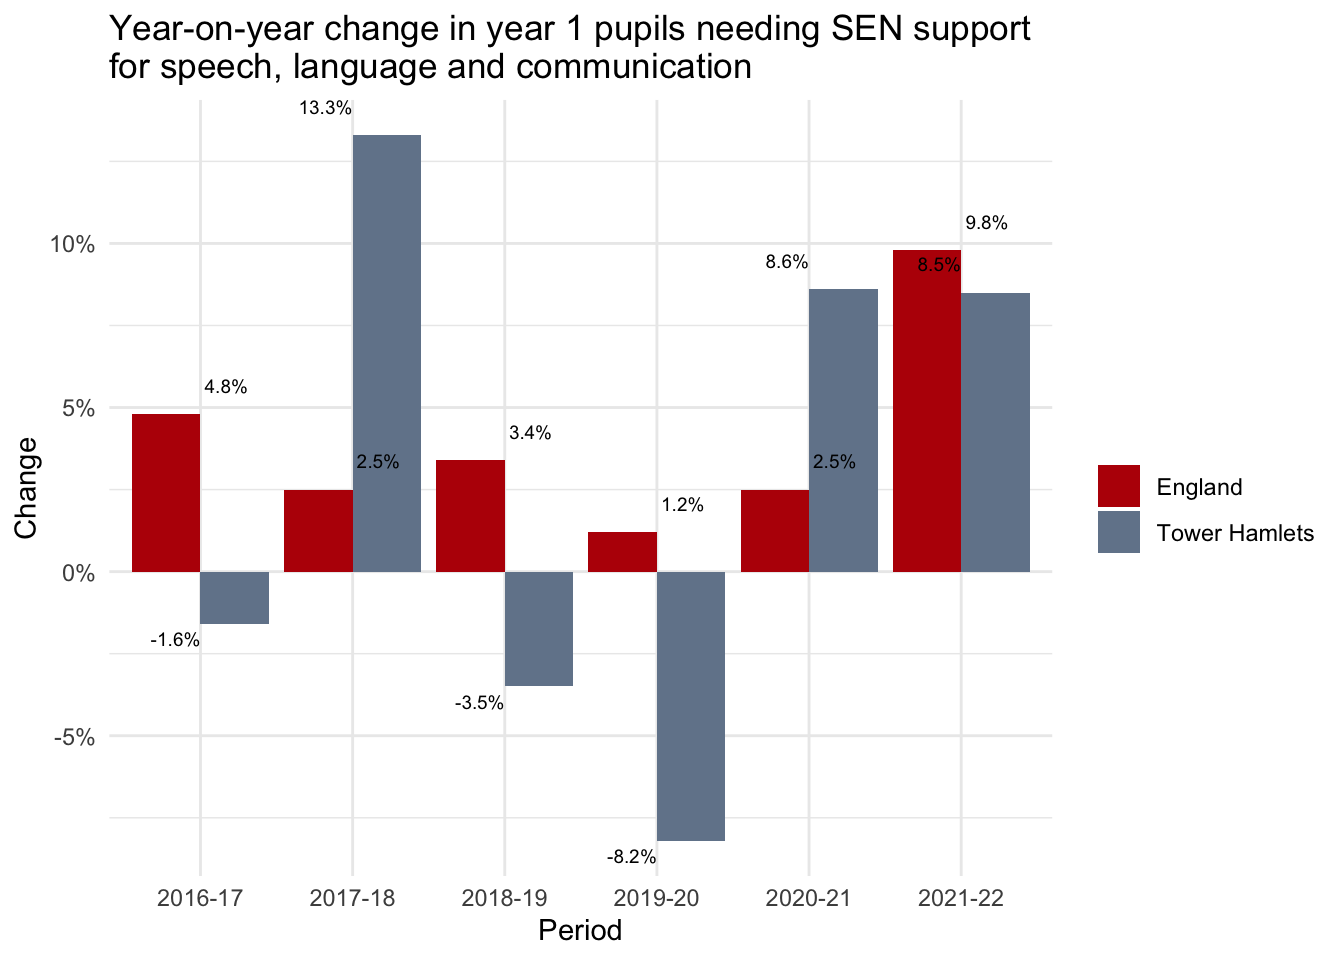 Year-on-year change in year 1 pupils needing SEN support
for speech, language and communication
13.3%
9.8%
10%
8.6%
8.5%
4.8%
5%
3.4%
2.5%
2.5%
1.2%
Change
England
Tower Hamlets
0%
-1.6%
-3.5%
-5%
-8.2%
2016-17 2017-18 2018-19 2019-20 2020-21 2021-22
Period